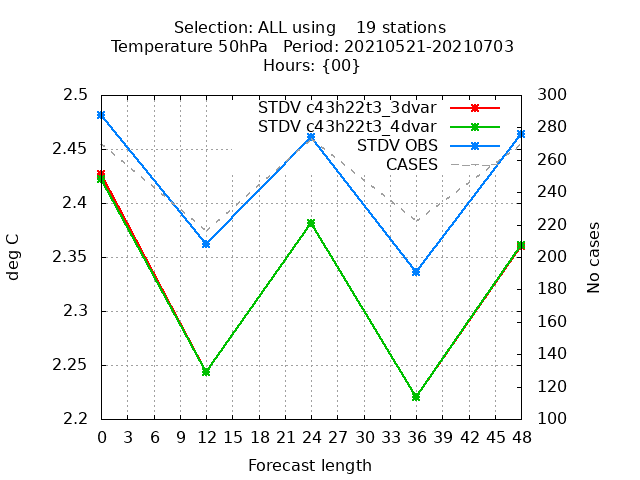 Selection: ALL using    19 stations
Temperature 50hPa   Period: 20210521-20210703
Hours: {00}
2.5
2.45
2.4
2.35
2.3
2.25
2.2
deg C
STDV c43h22t3_3dvar
STDV c43h22t3_4dvar
STDV OBS
CASES
300
280
260
240
220
200
180
160
140
120
100
No cases
0 3 6 9 12 15 18 21 24 27 30 33 36 39 42 45 48
Forecast length